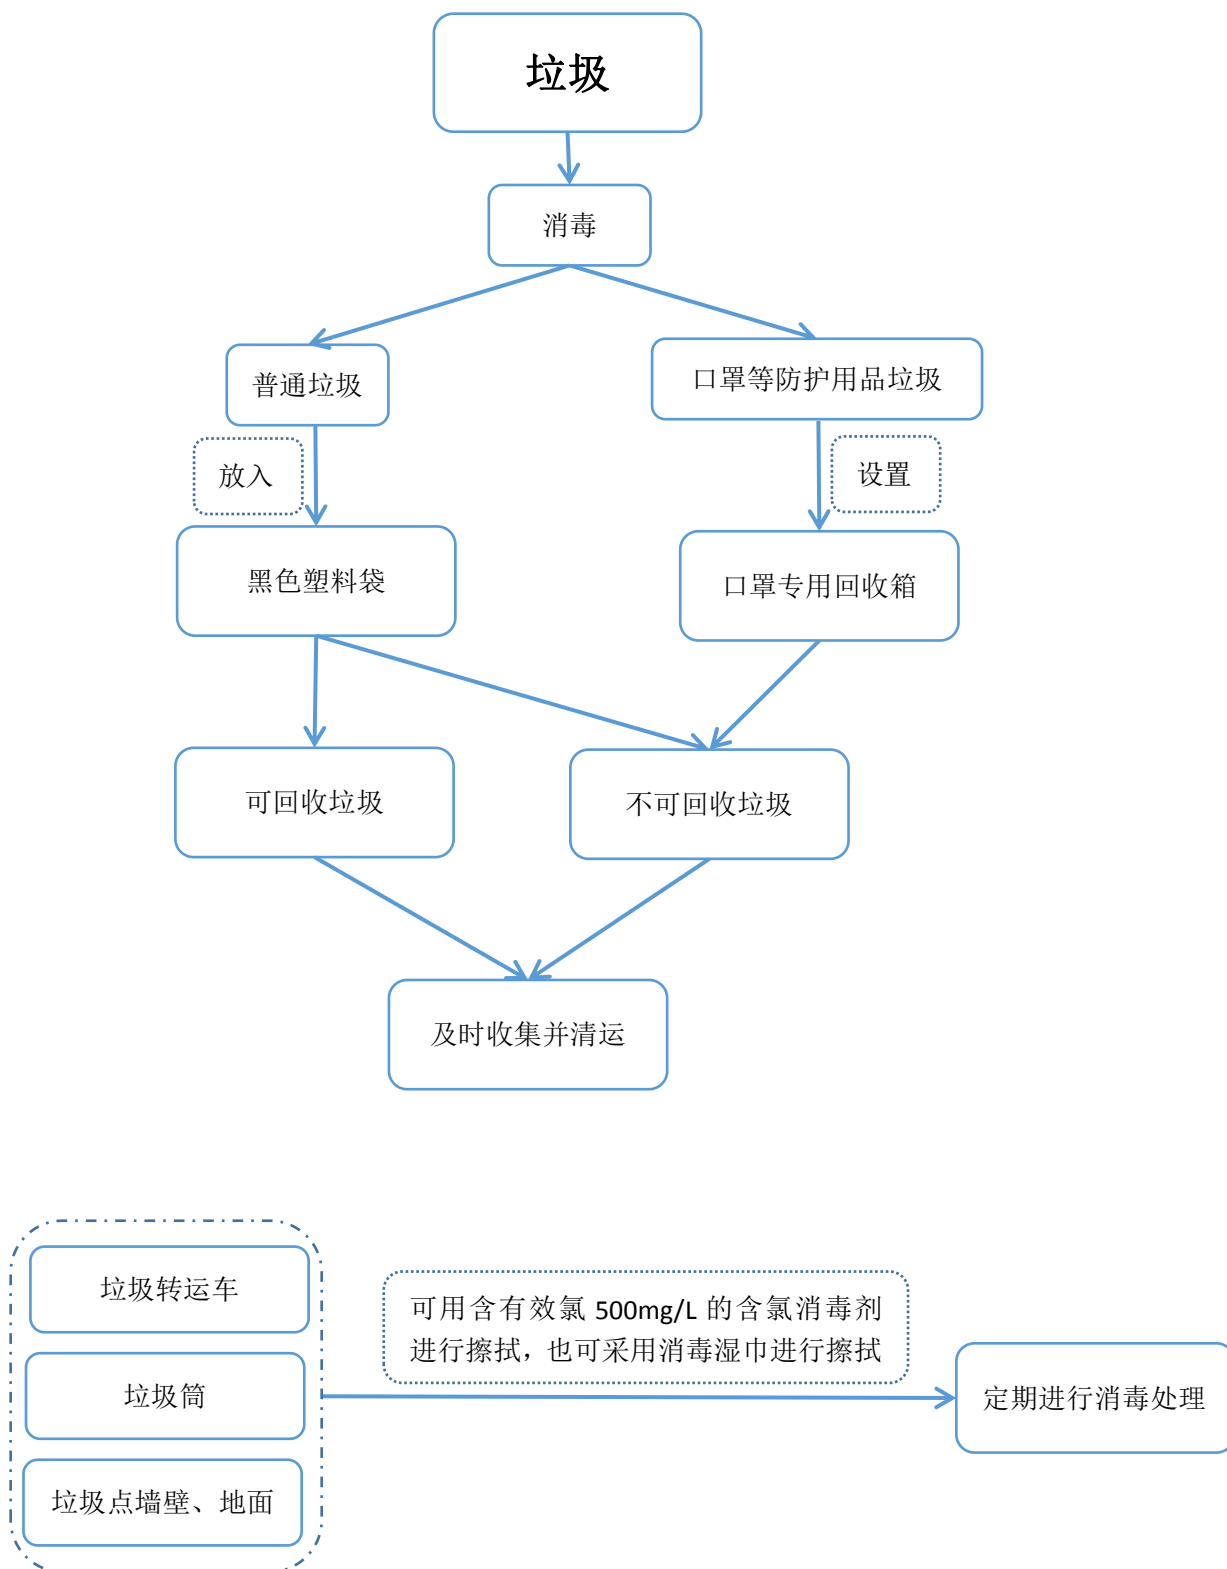 垃圾
消毒
普通垃圾
口罩等防护用品垃圾
放入
设置
黑色塑料袋
口罩专用回收箱
可回收垃圾
不可回收垃圾
及时收集并清运
垃圾转运车
可用含有效氯 500mg/L 的含氯消毒剂
进行擦拭，也可采用消毒湿巾进行擦拭
垃圾筒
定期进行消毒处理
垃圾点墙壁、地面